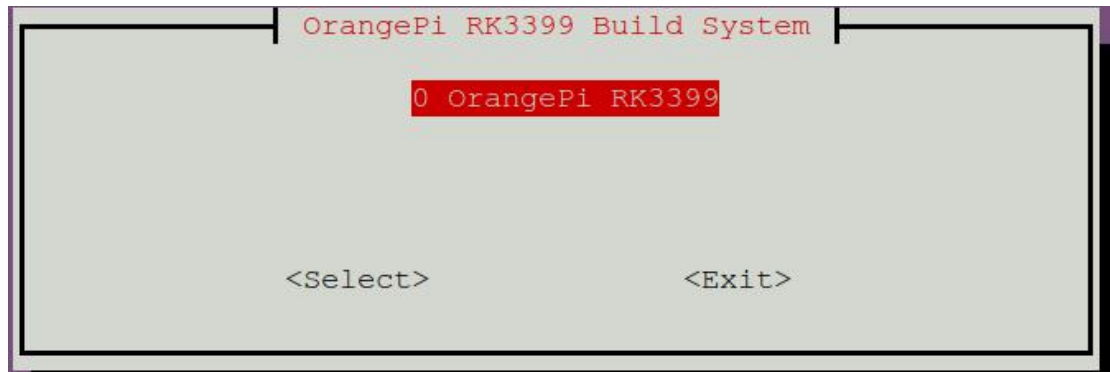 OrangePi RK3399 Build System
0 OrangePi RK3399
<Select> <Exit>